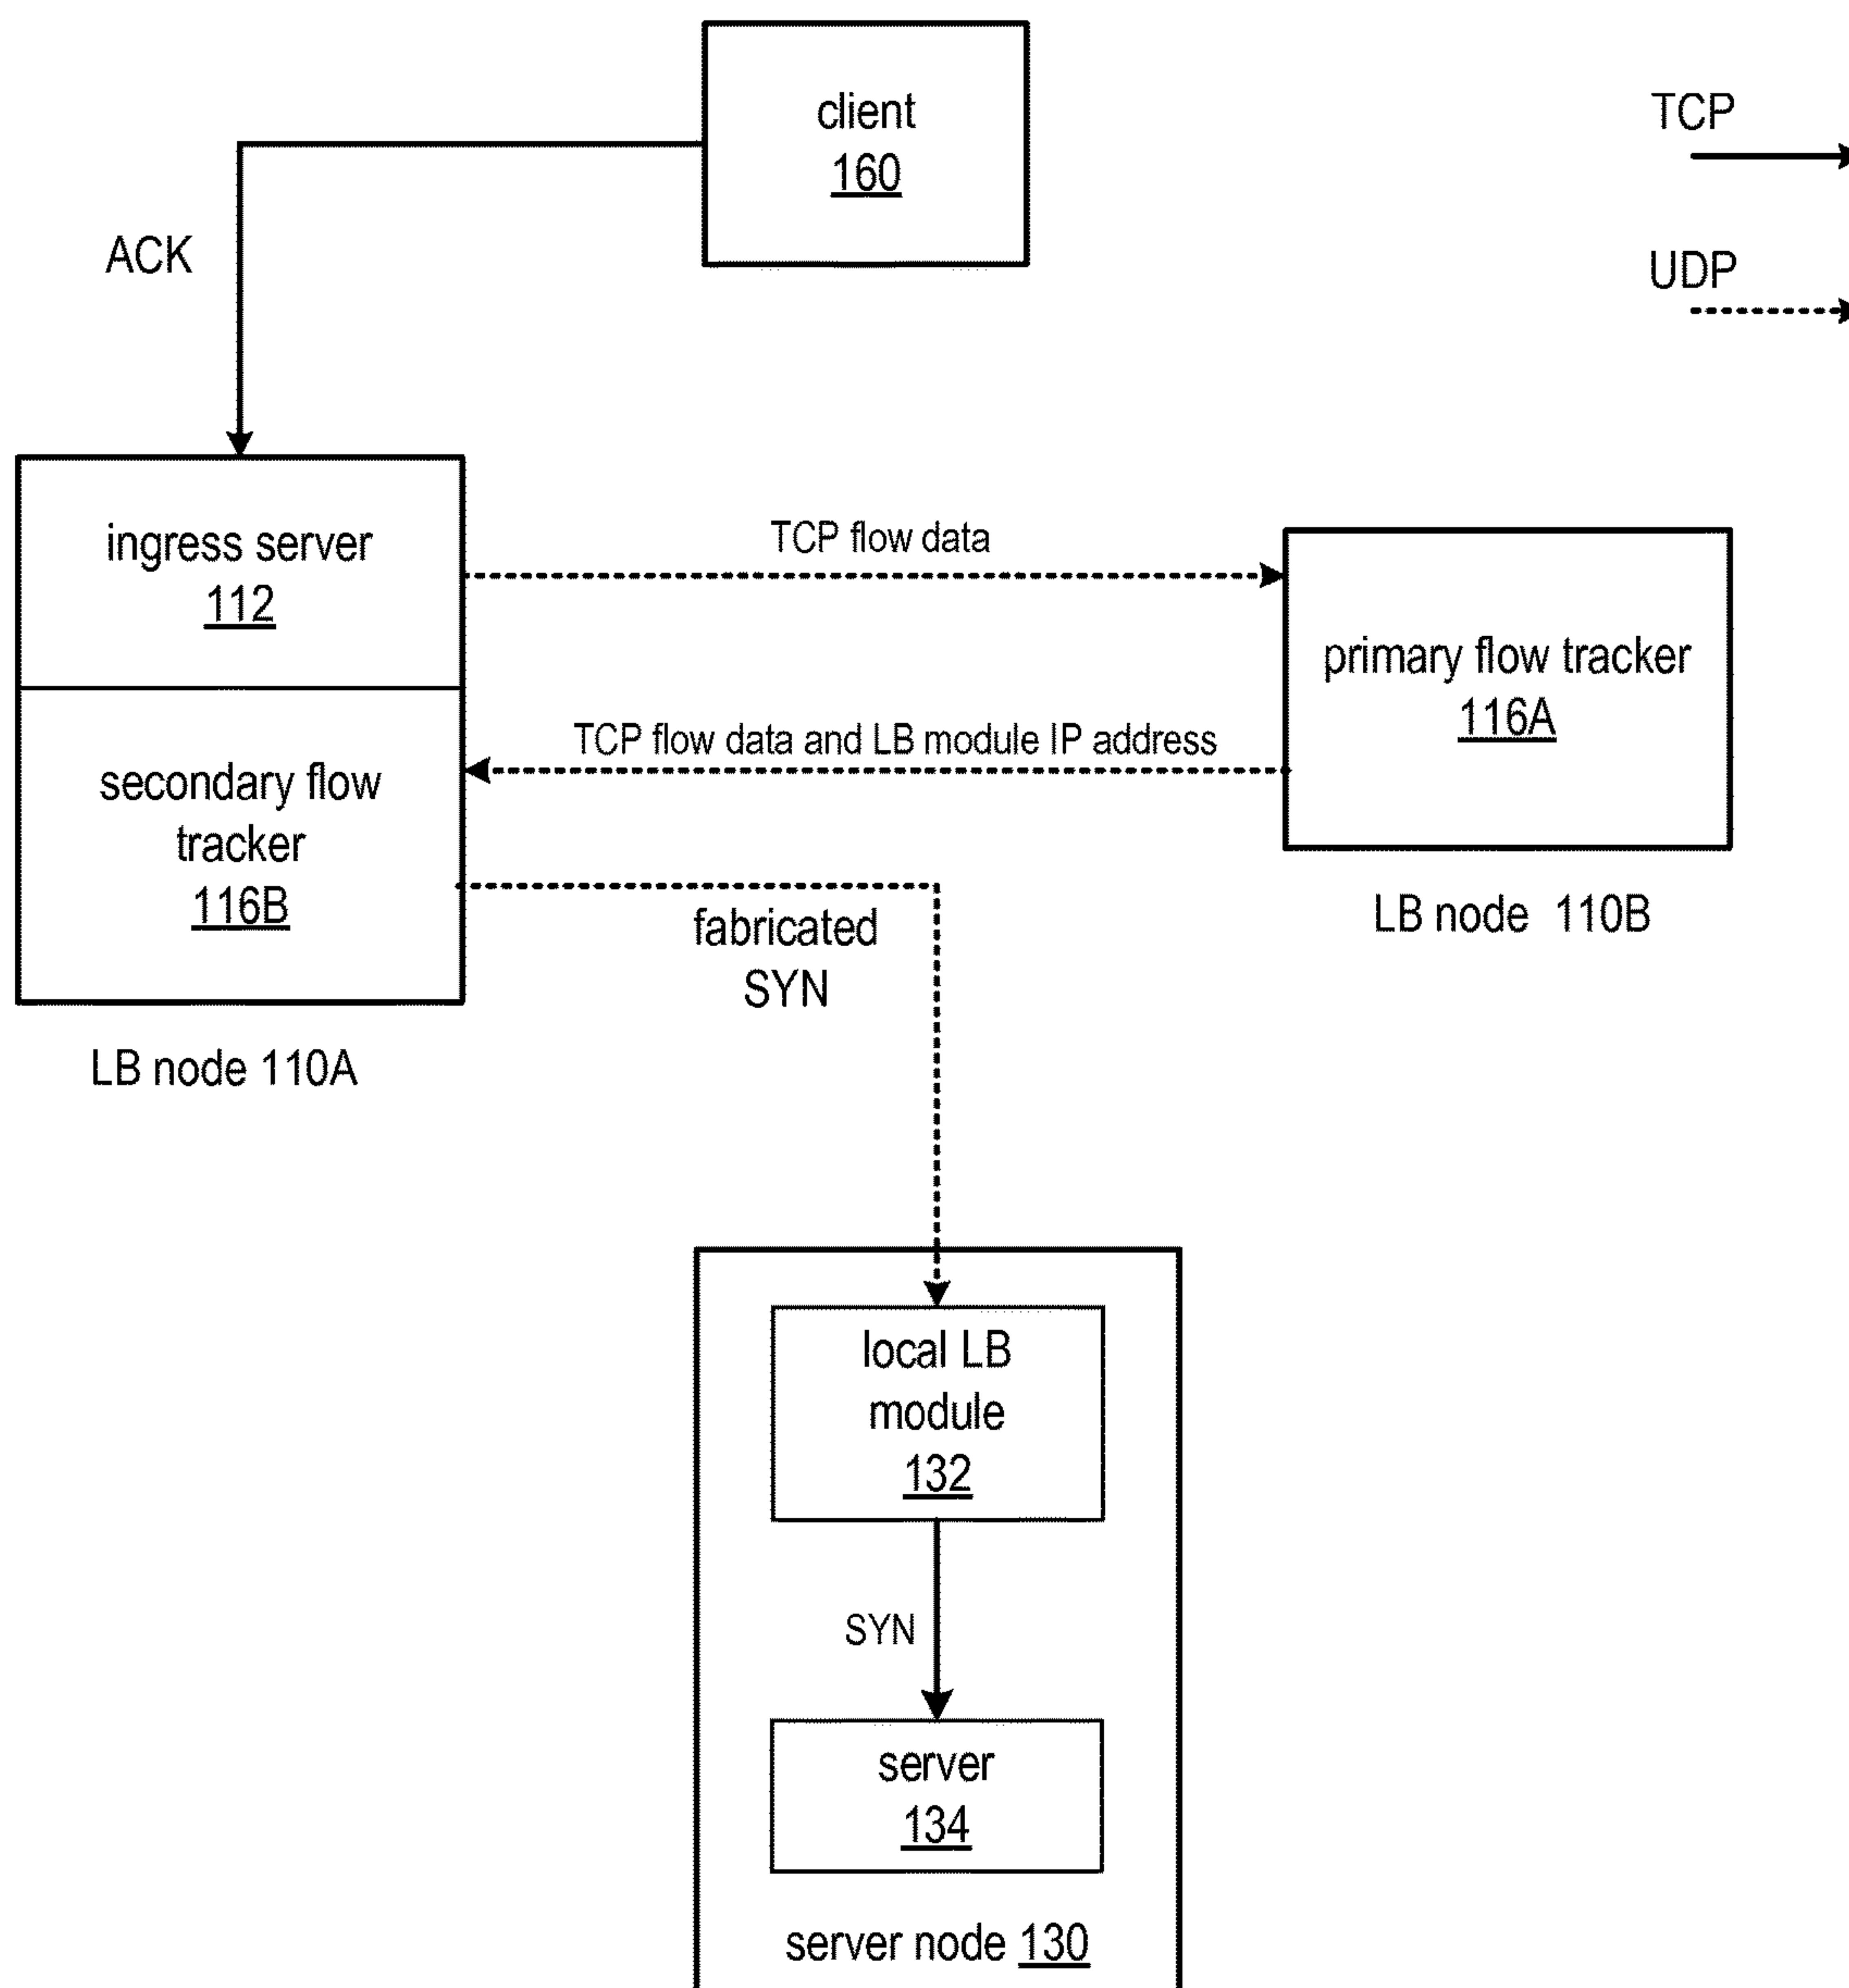 client
160
TCP
UDP
ACK
ingress server
112
TCP flow data
primary flow tracker
116A
TCP flow data and LB module IP address
secondary flow
tracker
116B
fabricated
SYN
LB node 110B
LB node 110A
local LB
module
132
SYN
server
134
server node 130